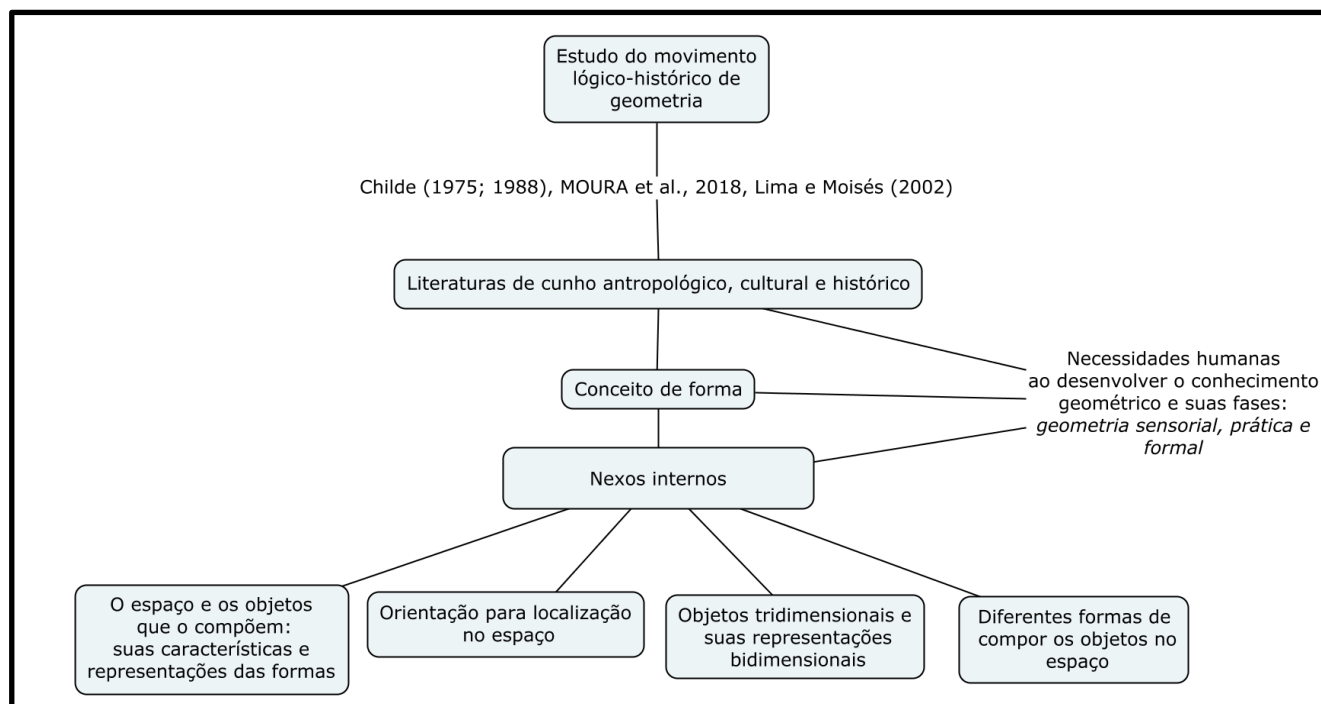 Estudo do movimento
lógico-histórico de
geometria
Childe (1975; 1988), MOURA et al., 2018, Lima e Moisés (2002)
Literaturas de cunho antropológico, cultural e histórico
Necessidades humanas
ao desenvolver o conhecimento
geométrico e suas fases:
geometria sensorial, prática e
formal
Conceito de forma
Nexos internos
O espaço e os objetos
que o compõem:
suas características e
representações das formas
Orientação para localização
no espaço
Objetos tridimensionais e
suas representações
bidimensionais
Diferentes formas de
compor os objetos no
espaço